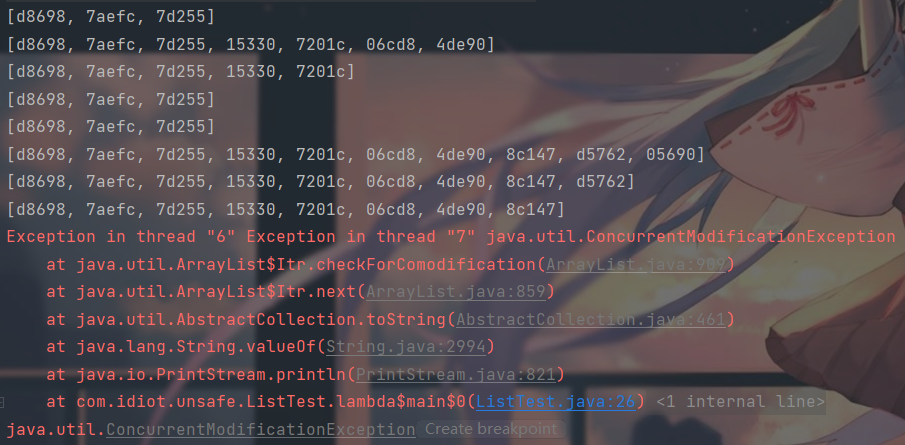 [d8698, 7aefc, 7d255]
[d8698, 7aefc, 7d255, 15330, 7201c, 06cd8, 4de90]
[d8698, 7aefc, 7d255, 15330, 7201c]
[d8698, 7aefc, 7d255]
[d8698, 7aefc, 7d255]
[d8698, 7aefc, 7d255, 15330, 7201c, 06cd8, 4de90, 8c147, d5762, 05690]
[d8698, 7aefc, 7d255, 15330, 7201c, 06cd8, 4de90, 8c147, d5762]
[d8698, 7aefc, 7d255, 15330, 7201c, 06cd8, 4de90, 8c147]
Exception in thread "6" Exception in thread "7" java.util.ConcurrentModificationException
at java.util.ArrayList$Itr.checkForComodification(ArrayList.java:909)
at java.util.ArrayList$Itr.next(ArrayList.java:859)
at java.util.AbstractCollection.toString(AbstractCollection.java:461)
at java.lang.String.valueOf(String.java:2994)
at java.io.PrintStream.println(PrintStream.java:821)
at com.idiot.unsafe.ListTest.lambda$main$0(ListTest.java:26) <1 internal line>
java.util.ConcurrentModificationException Create breakpoint